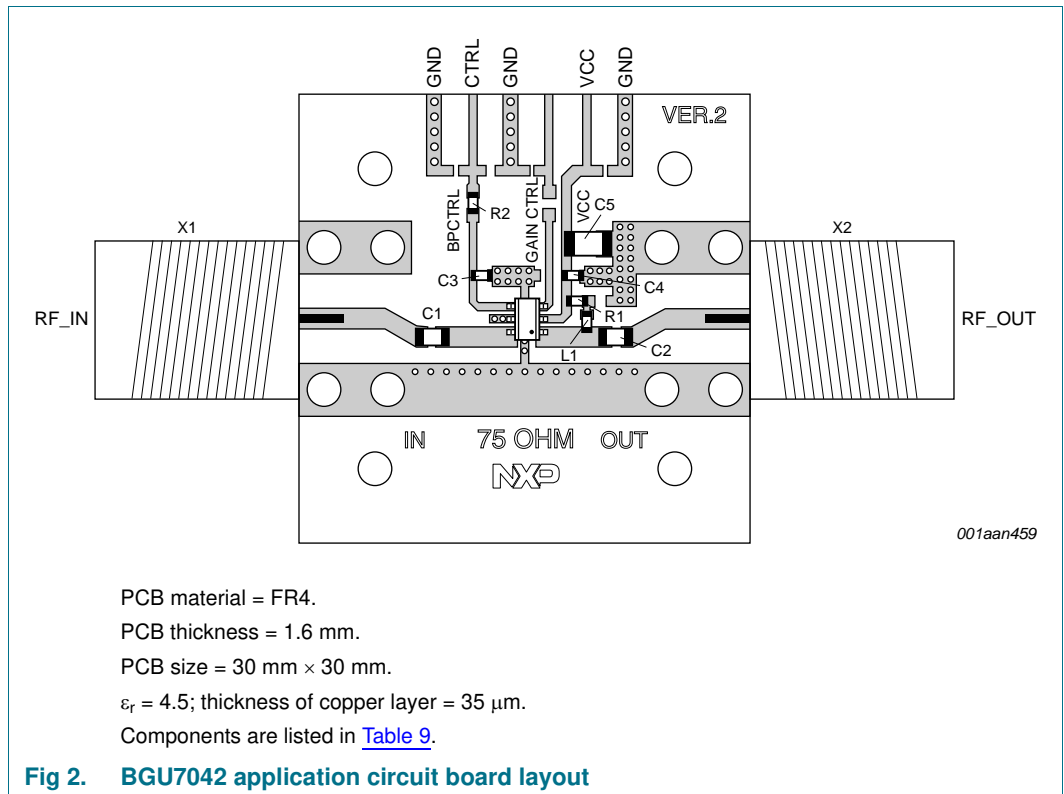 GND
CTRL
GND
VCC
GND
VER.2
BPCTRL
R2
GAIN CTRL
VCC
C5
X1
X2
C3
C4
RF_IN
C1
R1
RF_OUT
L1
C2
IN 75 OHM OUT
NXP
001aan459
PCB material = FR4.
PCB thickness = 1.6 mm.
PCB size = 30 mm × 30 mm.
εr = 4.5; thickness of copper layer = 35 μm.
Components are listed in Table 9.
Fig 2. BGU7042 application circuit board layout